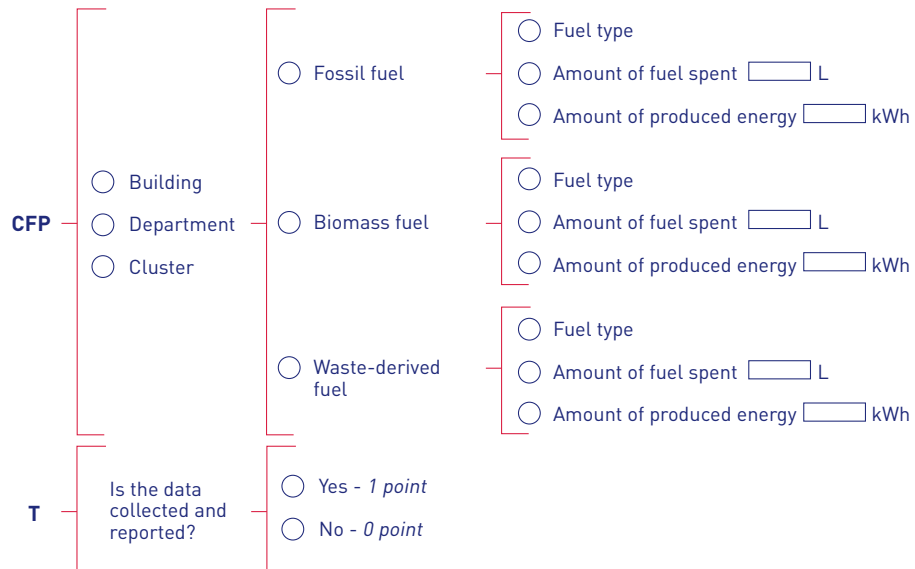 CFP
Building
Department
Cluster
Fossil fuel
Fuel type
Amount of fuel spent L
Amount of produced energy kWh
Biomass fuel
Fuel type
Amount of fuel spent L
Amount of produced energy kWh
Waste-derived
fuel
Fuel type
Amount of fuel spent L
Amount of produced energy kWh
T
Is the data
collected and
reported?
Yes - 1 point
No - 0 point